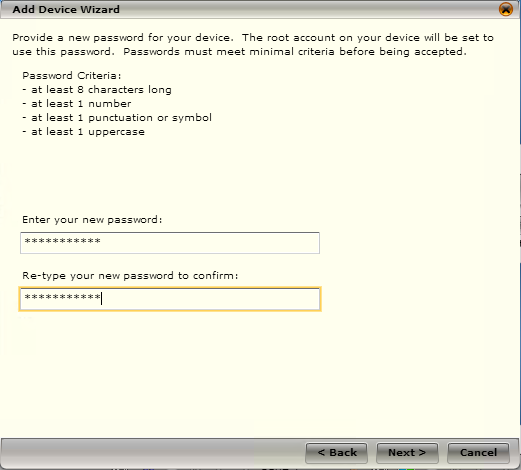 Add Device Wizard
Provide a new password for your device.  The root account on your device will be set to
use this password.  Passwords must meet minimal criteria before being accepted.
Password Criteria:
- at least 8 characters long
- at least 1 number
- at least 1 punctuation or symbol
- at least 1 uppercase
Enter your new password:
***********
Re-type your new password to confirm:
***********
< Back Next > Cancel